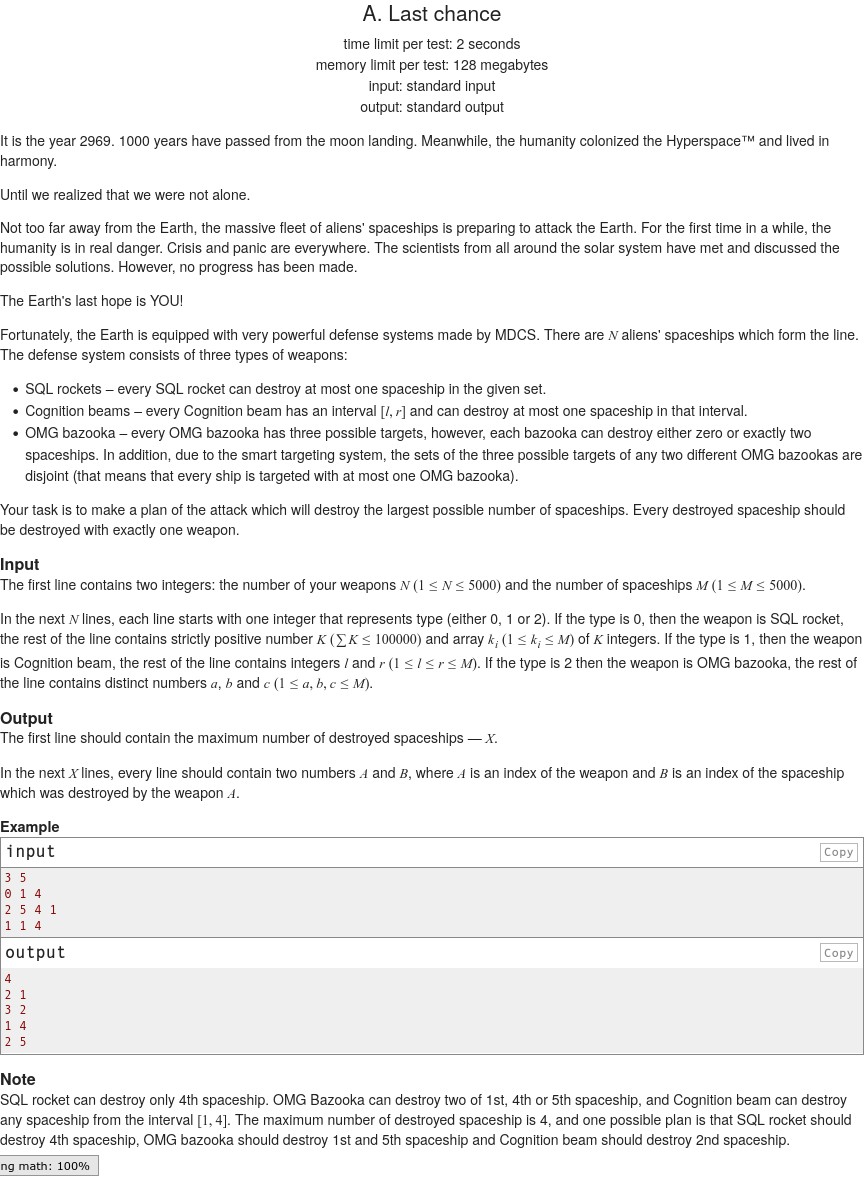 A. Last chance
time limit per test: 2 seconds
memory limit per test: 128 megabytes
input: standard input
output: standard output
It is the year 2969. 1000 years have passed from the moon landing. Meanwhile, the humanity colonized the Hyperspace™ and lived in
harmony.
Until we realized that we were not alone.
Not too far away from the Earth, the massive fleet of aliens' spaceships is preparing to attack the Earth. For the first time in a while, the
humanity is in real danger. Crisis and panic are everywhere. The scientists from all around the solar system have met and discussed the
possible solutions. However, no progress has been made.
The Earth's last hope is YOU!
Fortunately, the Earth is equipped with very powerful defense systems made by MDCS. There are N aliens' spaceships which form the line.
The defense system consists of three types of weapons:
• SQL rockets – every SQL rocket can destroy at most one spaceship in the given set.
• Cognition beams – every Cognition beam has an interval [l, r] and can destroy at most one spaceship in that interval.
• OMG bazooka – every OMG bazooka has three possible targets, however, each bazooka can destroy either zero or exactly two
spaceships. In addition, due to the smart targeting system, the sets of the three possible targets of any two different OMG bazookas are
disjoint (that means that every ship is targeted with at most one OMG bazooka).
Your task is to make a plan of the attack which will destroy the largest possible number of spaceships. Every destroyed spaceship should
be destroyed with exactly one weapon.
Input
The first line contains two integers: the number of your weapons N (1 ≤ N ≤ 5000) and the number of spaceships M (1 ≤ M ≤ 5000).
In the next N lines, each line starts with one integer that represents type (either 0, 1 or 2). If the type is 0, then the weapon is SQL rocket,
the rest of the line contains strictly positive number K (∑K ≤ 100000) and array k_i (1 ≤ k_i ≤ M) of K integers. If the type is 1, then the weapon
is Cognition beam, the rest of the line contains integers l and r (1 ≤ l ≤ r ≤ M). If the type is 2 then the weapon is OMG bazooka, the rest of
the line contains distinct numbers a, b and c (1 ≤ a, b, c ≤ M).
Output
The first line should contain the maximum number of destroyed spaceships — X.
In the next X lines, every line should contain two numbers A and B, where A is an index of the weapon and B is an index of the spaceship
which was destroyed by the weapon A.
Example
input Copy
3 5
0 1 4
2 5 4 1
1 1 4
output Copy
4
2 1
3 2
1 4
2 5
Note
SQL rocket can destroy only 4th spaceship. OMG Bazooka can destroy two of 1st, 4th or 5th spaceship, and Cognition beam can destroy
any spaceship from the interval [1, 4]. The maximum number of destroyed spaceship is 4, and one possible plan is that SQL rocket should
destroy 4th spaceship, OMG bazooka should destroy 1st and 5th spaceship and Cognition beam should destroy 2nd spaceship.
ng math: 100%